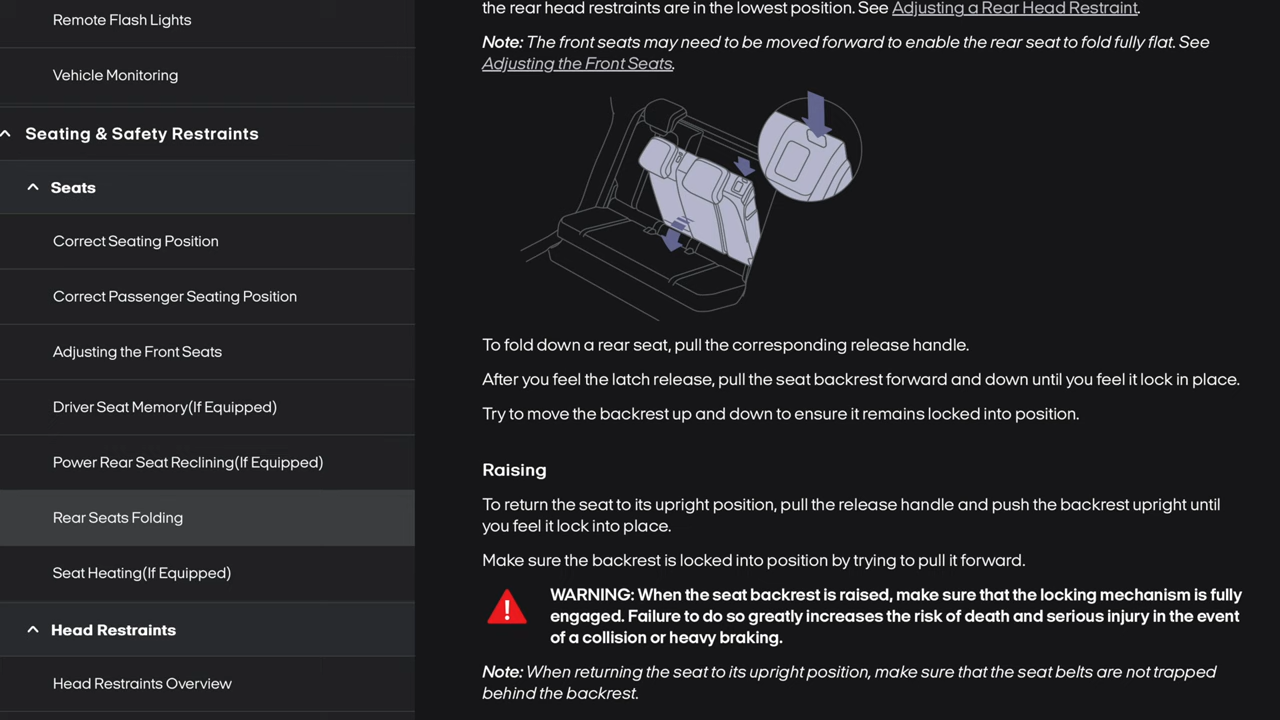 Remote Flash Lights
Vehicle Monitoring
Seating & Safety Restraints
Seats
Correct Seating Position
Correct Passenger Seating Position
Adjusting the Front Seats
Driver Seat Memory(If Equipped)
Power Rear Seat Reclining(If Equipped)
Rear Seats Folding
Seat Heating(If Equipped)
Head Restraints
Head Restraints Overview
the rear head restraints are in the lowest position. See Adjusting a Rear Head Restraint.
Note: The front seats may need to be moved forward to enable the rear seat to fold fully flat. See
Adjusting the Front Seats.
To fold down a rear seat, pull the corresponding release handle.
After you feel the latch release, pull the seat backrest forward and down until you feel it lock in place.
Try to move the backrest up and down to ensure it remains locked into position.
Raising
To return the seat to its upright position, pull the release handle and push the backrest upright until
you feel it lock into place.
Make sure the backrest is locked into position by trying to pull it forward.
WARNING: When the seat backrest is raised, make sure that the locking mechanism is fully
engaged. Failure to do so greatly increases the risk of death and serious injury in the event
of a collision or heavy braking.
Note: When returning the seat to its upright position, make sure that the seat belts are not trapped
behind the backrest.